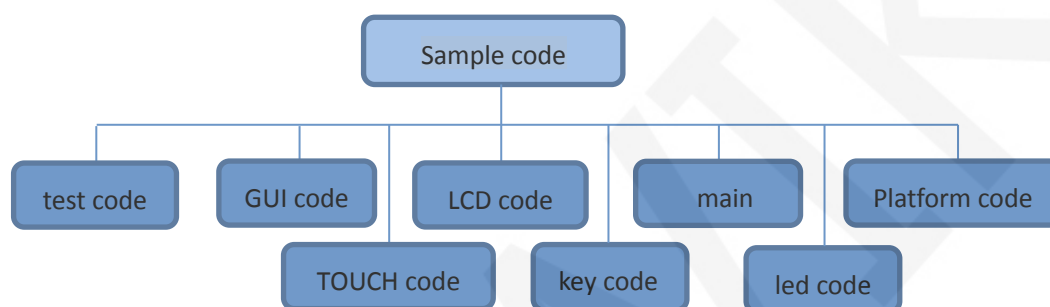 Sample code
test code
GUI code
LCD code
main
Platform code
TOUCH code
key code
led code